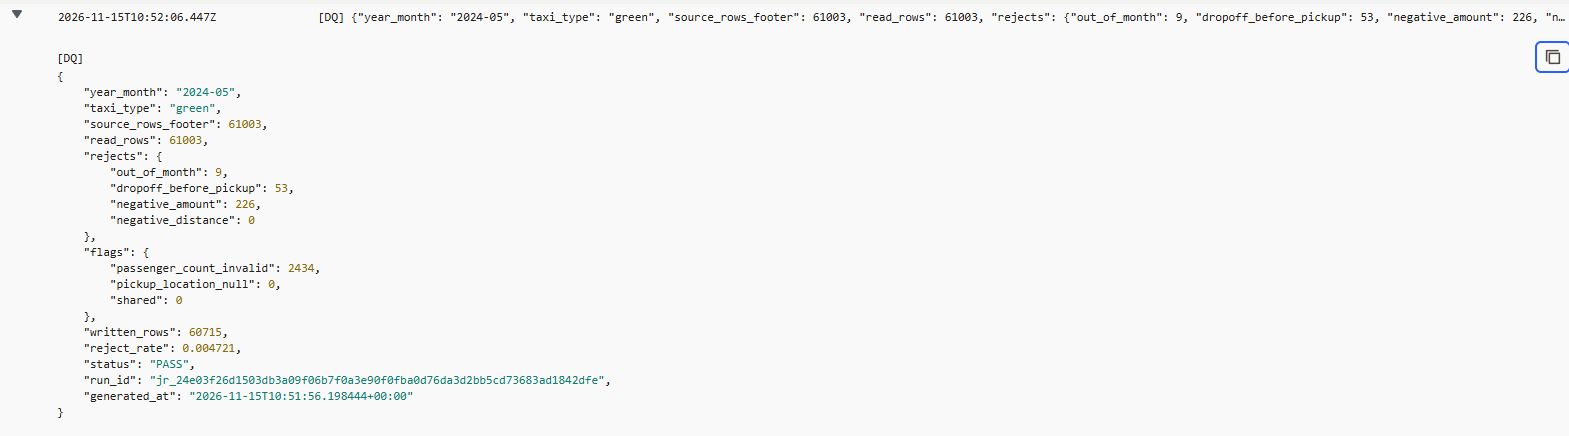 2026-11-15T10:52:06.447Z [DQ] {"year_month": "2024-05", "taxi_type": "green", "source_rows_footer": 61003, "read_rows": 61003, "rejects": {"out_of_month": 9, "dropoff_before_pickup": 53, "negative_amount": 226, "n…
[DQ]
{
    "year_month": "2024-05",
    "taxi_type": "green",
    "source_rows_footer": 61003,
    "read_rows": 61003,
    "rejects": {
        "out_of_month": 9,
        "dropoff_before_pickup": 53,
        "negative_amount": 226,
        "negative_distance": 0
    },
    "flags": {
        "passenger_count_invalid": 2434,
        "pickup_location_null": 0,
        "shared": 0
    },
    "written_rows": 60715,
    "reject_rate": 0.004721,
    "status": "PASS",
    "run_id": "jr_24e03f26d1503db3a09f06b7f0a3e90f0fba0d76da3d2bb5cd73683ad1842dfe",
    "generated_at": "2026-11-15T10:51:56.198444+00:00"
}